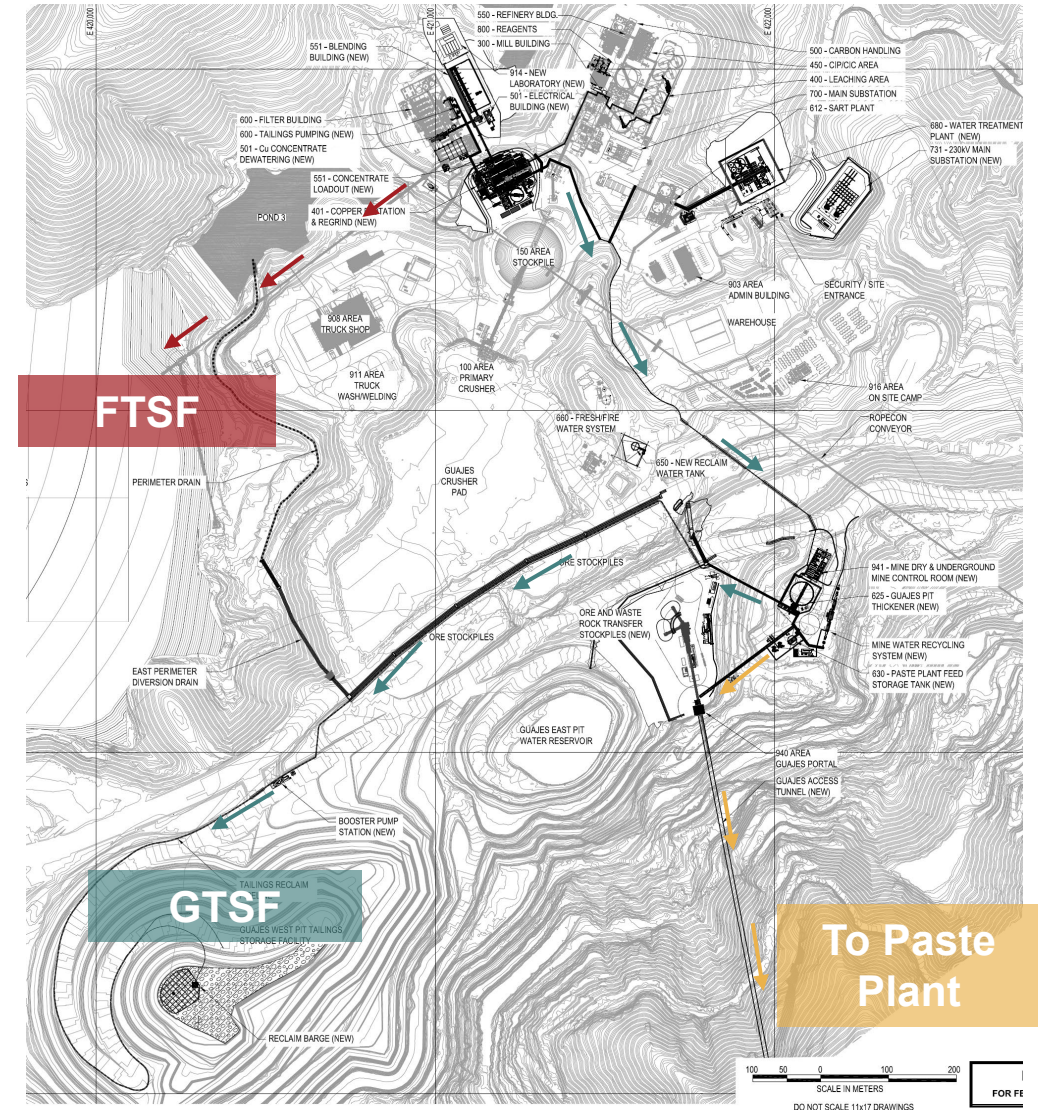 E 420,000
E 421,000
E 422,000
550 - REFINERY BLDG.
800 - REAGENTS
300 - MILL BUILDING
551 - BLENDING
BUILDING (NEW)
914 - NEW
LABORATORY (NEW)
501 - ELECTRICAL
BUILDING (NEW)
500 - CARBON HANDLING
450 - CIP/CIC AREA
400 - LEACHING AREA
700 - MAIN SUBSTATION
612 - SART PLANT
600 - FILTER BUILDING
600 - TAILINGS PUMPING (NEW)
501 - Cu CONCENTRATE
DEWATERING (NEW)
680 - WATER TREATMENT
PLANT (NEW)
731 - 230kV MAIN
SUBSTATION (NEW)
551 - CONCENTRATE
LOADOUT (NEW)
401 - COPPER
& REGRIND (NEW)
POND 3
150 AREA
STOCKPILE
903 AREA
ADMIN BUILDING
SECURITY / SITE
ENTRANCE
908 AREA
TRUCK SHOP
WAREHOUSE
911 AREA
TRUCK
WASH/WELDING
100 AREA
PRIMARY
CRUSHER
916 AREA
ON SITE CAMP
FTSF
660 - FRESH/FIRE
WATER SYSTEM
ROPECON
CONVEYOR
650 - NEW RECLAIM
WATER TANK
PERIMETER DRAIN
GUAJES
CRUSHER
PAD
ORE STOCKPILES
941 - MINE DRY & UNDERGROUND
MINE CONTROL ROOM (NEW)
625 - GUAJES PIT
THICKENER (NEW)
ORE AND WASTE
ROCK TRANSFER
STOCKPILES (NEW)
ORE STOCKPILES
MINE WATER RECYCLING
SYSTEM (NEW)
630 - PASTE PLANT FEED
STORAGE TANK (NEW)
EAST PERIMETER
DIVERSION DRAIN
GUAJES EAST PIT
WATER RESERVOIR
940 AREA
GUAJES PORTAL
GUAJES ACCESS
TUNNEL (NEW)
BOOSTER PUMP
STATION (NEW)
TAILINGS RECLAIM
GTSF
GUAJES WEST PIT TAILINGS
STORAGE FACILITY
To Paste
Plant
RECLAIM BARGE (NEW)
100 50 0 100 200
SCALE IN METERS
DO NOT SCALE 11x17 DRAWINGS
FOR FE